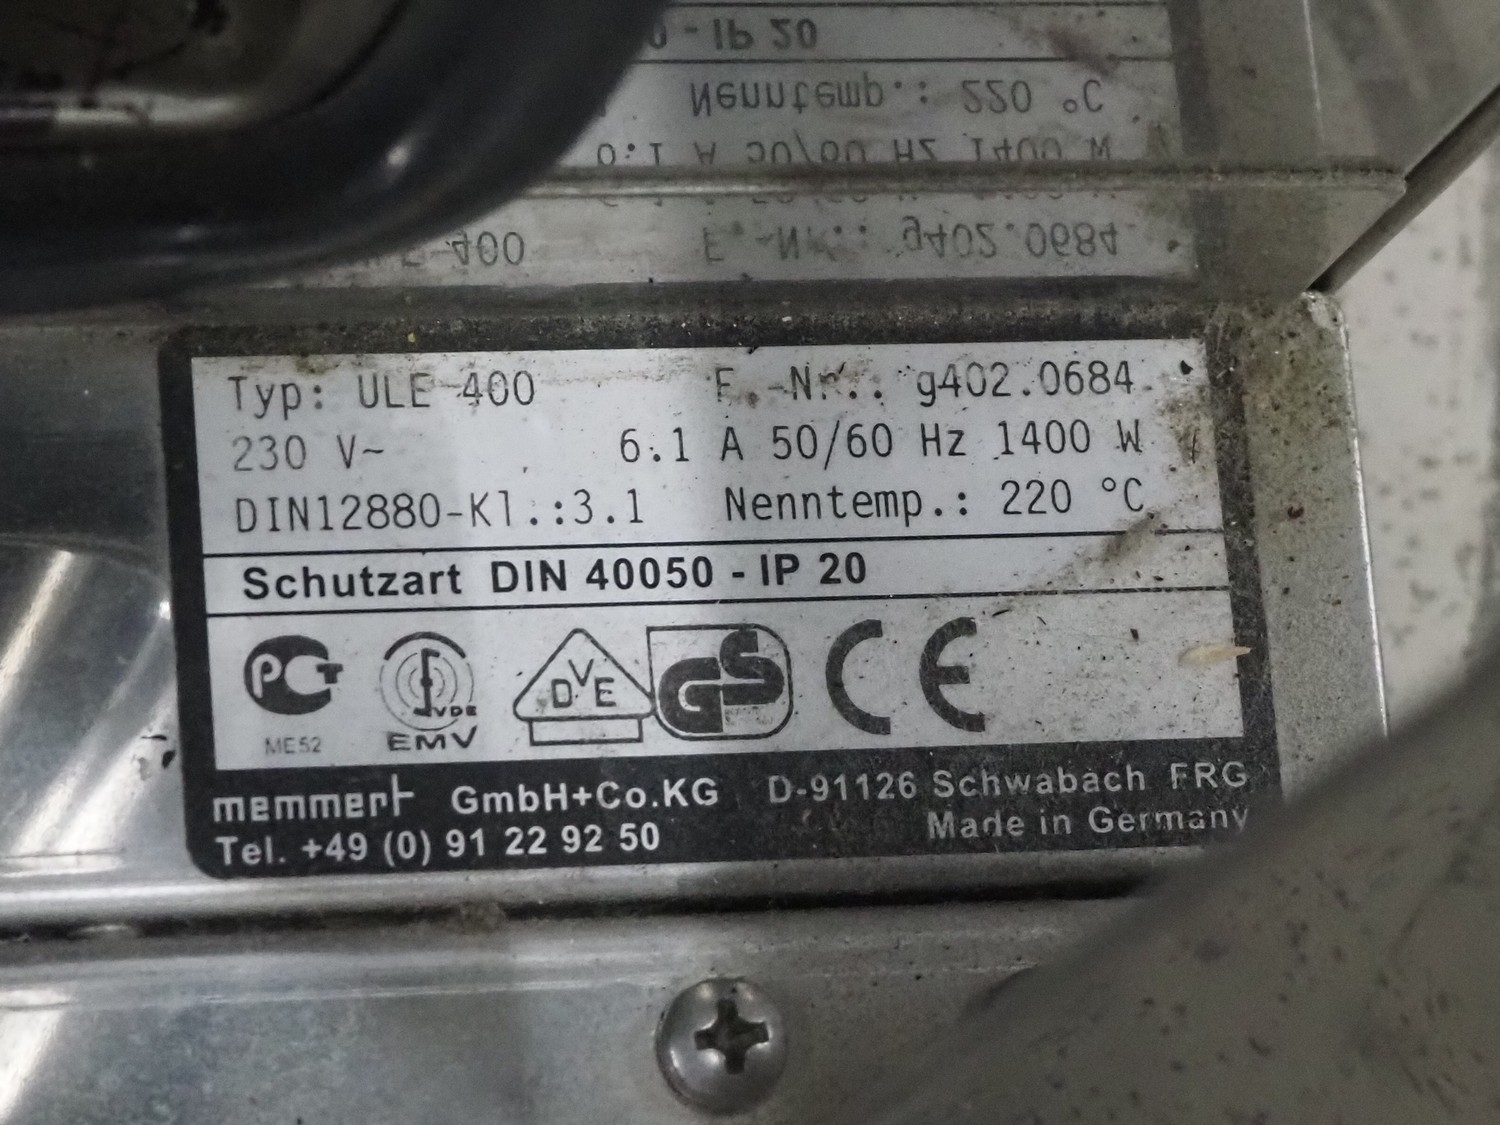 Typ: ULE 400 F.-Nr.: g402.0684
230 V~ 6.1 A 50/60 Hz 1400 W
DIN12880-Kl.:3.1 Nenntemp.: 220 °C
Schutzart DIN 40050 - IP 20
PCT VDE DVE GS CE
ME52 EMV
memmert GmbH+Co.KG D-91126 Schwabach FRG
Tel. +49 (0) 91 22 92 50 Made in Germany